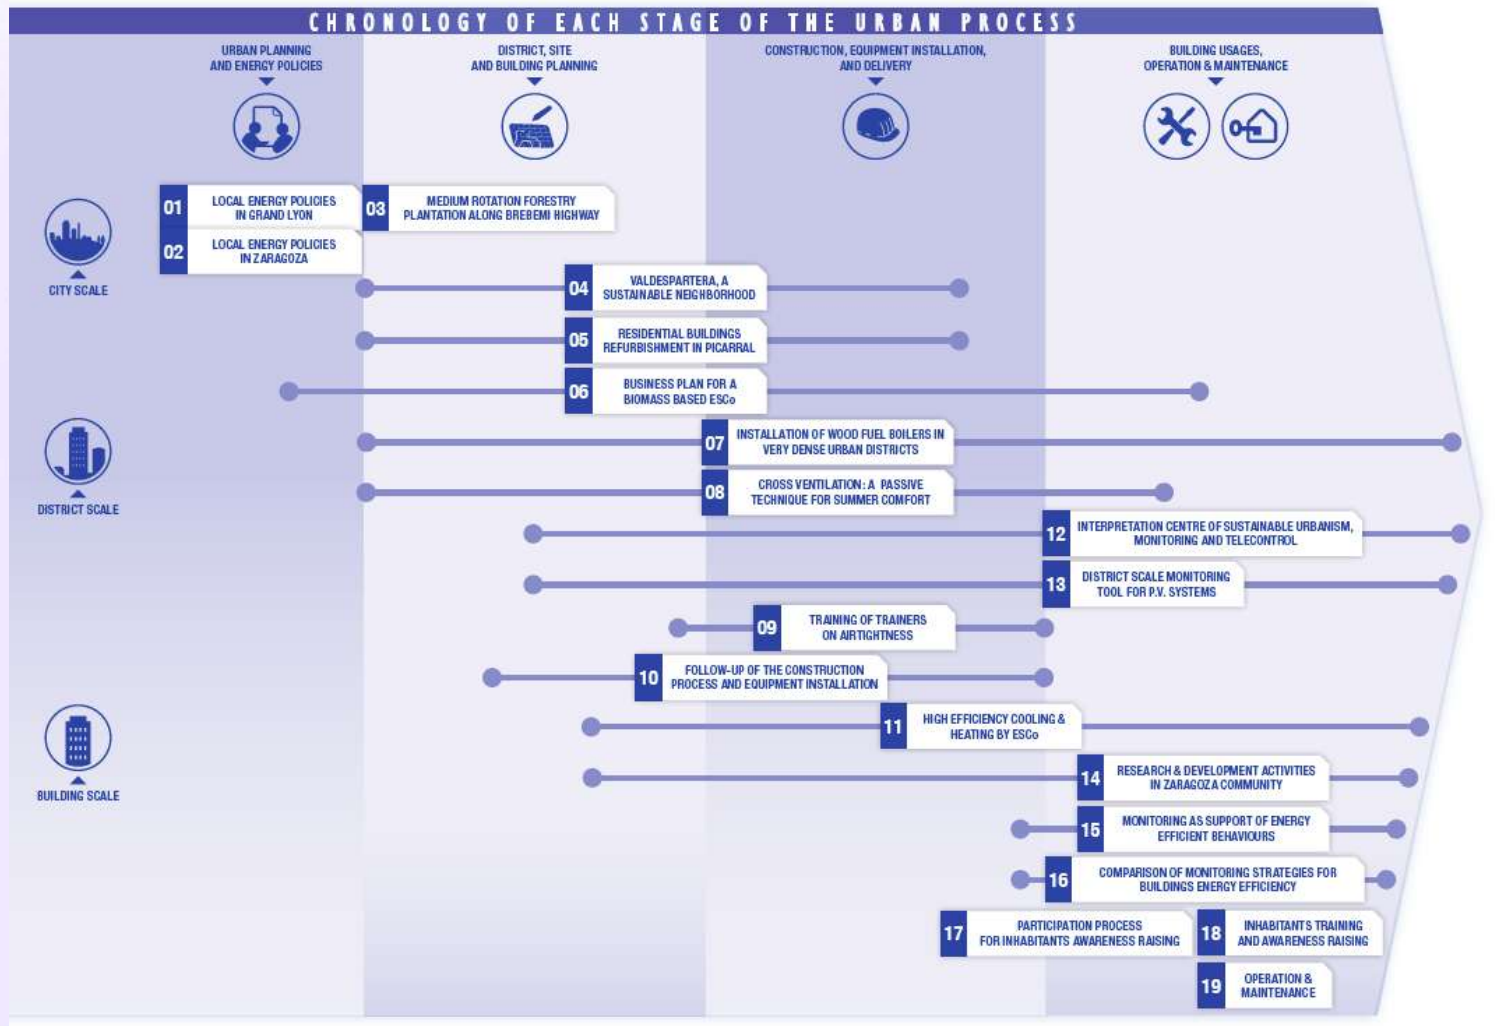 CHRONOLOGY OF EACH STAGE OF THE URBAN PROCESS
URBAN PLANNING
AND ENERGY POLICIES
DISTRICT, SITE
AND BUILDING PLANNING
CONSTRUCTION, EQUIPMENT INSTALLATION,
AND DELIVERY
BUILDING USAGES,
OPERATION & MAINTENANCE
CITY SCALE
01
LOCAL ENERGY POLICIES
IN GRAND LYON
03
MEDIUM ROTATION FORESTRY
PLANTATION ALONG BREBEMI HIGHWAY
02
LOCAL ENERGY POLICIES
IN ZARAGOZA
04
VALDESPARTERA, A
SUSTAINABLE NEIGHBORHOOD
05
RESIDENTIAL BUILDINGS
REFURBISHMENT IN PICARRAL
06
BUSINESS PLAN FOR A
BIOMASS BASED ESCo
DISTRICT SCALE
07
INSTALLATION OF WOOD FUEL BOILERS IN
VERY DENSE URBAN DISTRICTS
08
CROSS VENTILATION: A PASSIVE
TECHNIQUE FOR SUMMER COMFORT
12
INTERPRETATION CENTRE OF SUSTAINABLE URBANISM,
MONITORING AND TELECONTROL
13
DISTRICT SCALE MONITORING
TOOL FOR P.V. SYSTEMS
09
TRAINING OF TRAINERS
ON AIRTIGHTNESS
10
FOLLOW-UP OF THE CONSTRUCTION
PROCESS AND EQUIPMENT INSTALLATION
BUILDING SCALE
11
HIGH EFFICIENCY COOLING &
HEATING BY ESCo
14
RESEARCH & DEVELOPMENT ACTIVITIES
IN ZARAGOZA COMMUNITY
15
MONITORING AS SUPPORT OF ENERGY
EFFICIENT BEHAVIOURS
16
COMPARISON OF MONITORING STRATEGIES FOR
BUILDINGS ENERGY EFFICIENCY
17
PARTICIPATION PROCESS
FOR INHABITANTS AWARENESS RAISING
18
INHABITANTS TRAINING
AND AWARENESS RAISING
19
OPERATION &
MAINTENANCE